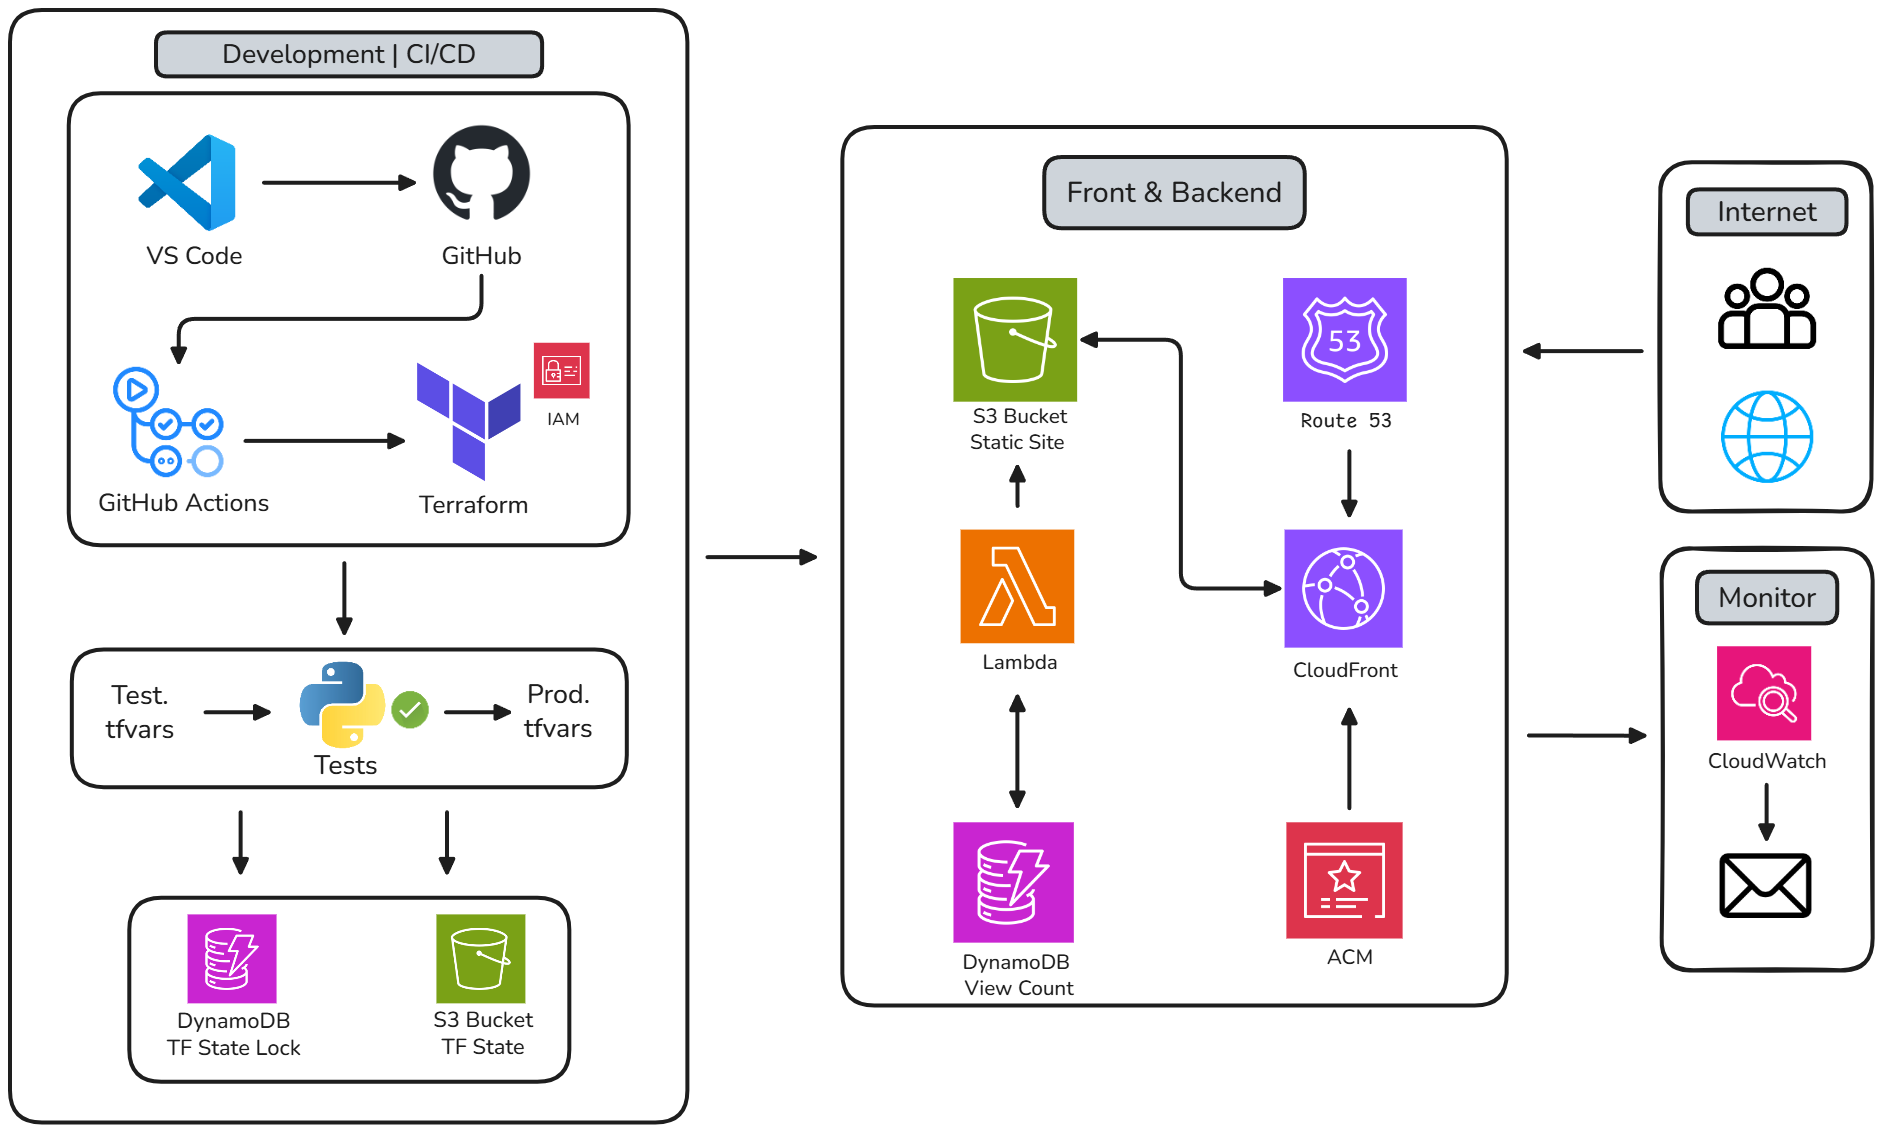 Development | CI/CD
VS Code
GitHub
IAM
GitHub Actions
Terraform
Test.
tfvars
Tests
Prod.
tfvars
DynamoDB
TF State Lock
S3 Bucket
TF State
Front & Backend
S3 Bucket
Static Site
53
Route 53
Lambda
CloudFront
DynamoDB
View Count
ACM
Internet
Monitor
CloudWatch